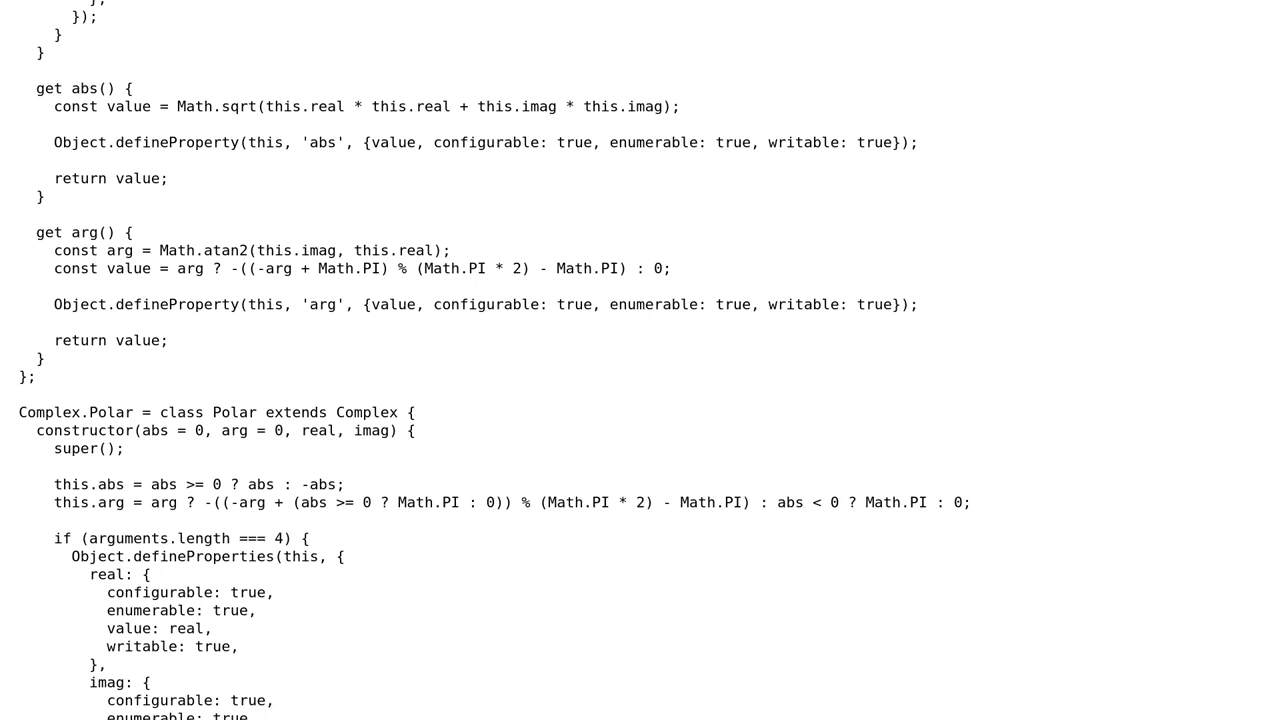 };
      });
    }
  }

  get abs() {
    const value = Math.sqrt(this.real * this.real + this.imag * this.imag);

    Object.defineProperty(this, 'abs', {value, configurable: true, enumerable: true, writable: true});

    return value;
  }

  get arg() {
    const arg = Math.atan2(this.imag, this.real);
    const value = arg ? -((-arg + Math.PI) % (Math.PI * 2) - Math.PI) : 0;

    Object.defineProperty(this, 'arg', {value, configurable: true, enumerable: true, writable: true});

    return value;
  }
};

Complex.Polar = class Polar extends Complex {
  constructor(abs = 0, arg = 0, real, imag) {
    super();

    this.abs = abs >= 0 ? abs : -abs;
    this.arg = arg ? -((-arg + (abs >= 0 ? Math.PI : 0)) % (Math.PI * 2) - Math.PI) : abs < 0 ? Math.PI : 0;

    if (arguments.length === 4) {
      Object.defineProperties(this, {
        real: {
          configurable: true,
          enumerable: true,
          value: real,
          writable: true,
        },
        imag: {
          configurable: true,
          enumerable: true